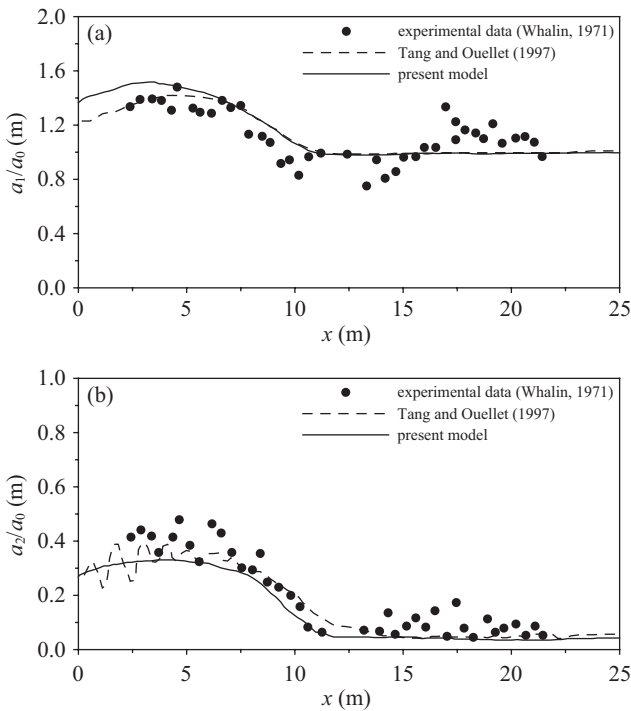 (a)
experimental data (Whalin, 1971)
Tang and Ouellet (1997)
present model
2.0
1.6
1.2
0.8
0.4
0.0
a1/a0 (m)
0 5 10 15 20 25
x (m)
(b)
experimental data (Whalin, 1971)
Tang and Ouellet (1997)
present model
1.0
0.8
0.6
0.4
0.2
0.0
a2/a0 (m)
0 5 10 15 20 25
x (m)